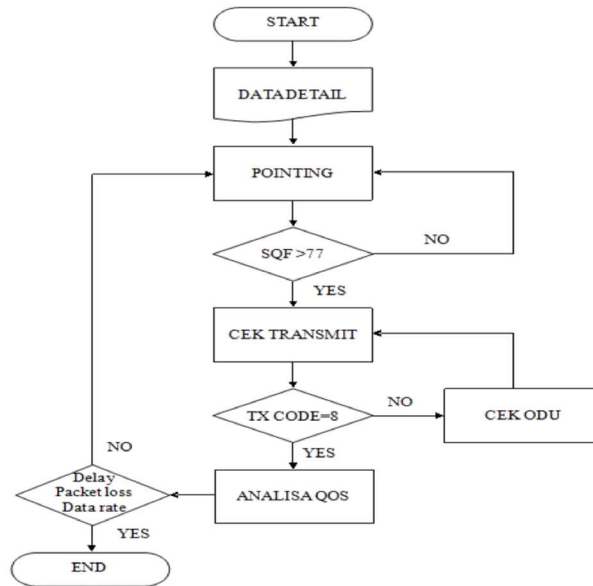 START
DATADETAIL
POINTING
SQF >77
NO
YES
CEK TRANSMIT
TX CODE=8
NO
CEK ODU
YES
ANALISA QOS
NO
Delay
Packet loss
Data rate
YES
END